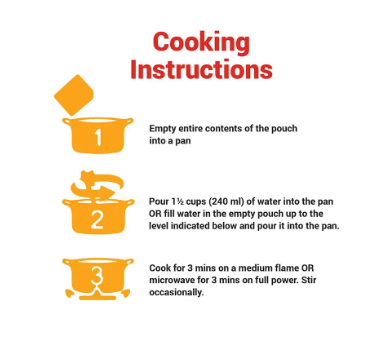 Cooking
Instructions
1
Empty entire contents of the pouch
into a pan
2
Pour 1½ cups (240 ml) of water into the pan
OR fill water in the empty pouch up to the
level indicated below and pour it into the pan.
3
Cook for 3 mins on a medium flame OR
microwave for 3 mins on full power. Stir
occasionally.